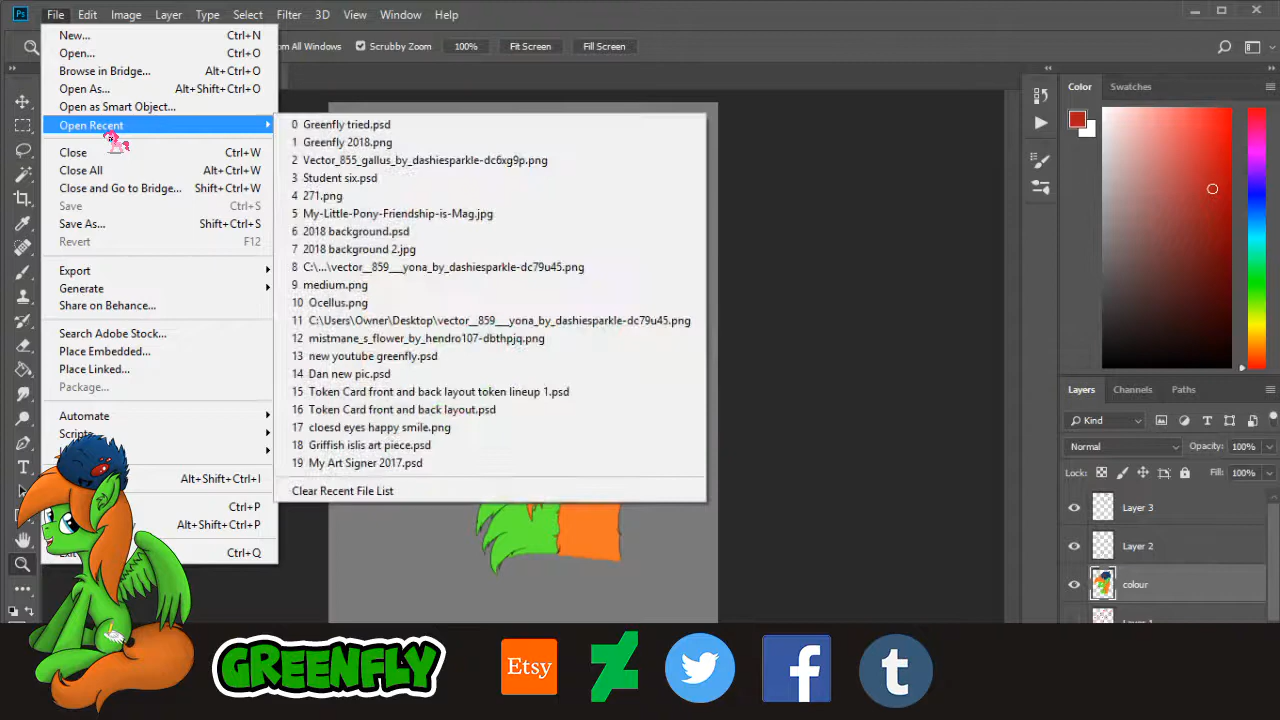 Ps File Edit Image Layer Type Select Filter 3D View Window Help
All Windows Scrubby Zoom 100% Fit Screen Fill Screen
New... Ctrl+N
Open... Ctrl+O
Browse in Bridge... Alt+Ctrl+O
Open As... Alt+Shift+Ctrl+O
Open as Smart Object...
Open Recent
Close Ctrl+W
Close All Alt+Ctrl+W
Close and Go to Bridge... Shift+Ctrl+W
Save Ctrl+S
Save As... Shift+Ctrl+S
Revert F12
Export
Generate
Share on Behance...
Search Adobe Stock...
Place Embedded...
Place Linked...
Package...
Automate
Scripts
Alt+Shift+Ctrl+I
Ctrl+P
Alt+Shift+Ctrl+P
Ctrl+Q
0 Greenfly tried.psd
1 Greenfly 2018.png
2 Vector_855_gallus_by_dashiesparkle-dc6xg9p.png
3 Student six.psd
4 271.png
5 My-Little-Pony-Friendship-is-Mag.jpg
6 2018 background.psd
7 2018 background 2.jpg
8 C:\...\vector__859___yona_by_dashiesparkle-dc79u45.png
9 medium.png
10 Ocellus.png
11 C:\Users\Owner\Desktop\vector__859___yona_by_dashiesparkle-dc79u45.png
12 mistmane_s_flower_by_hendro107-dbthpjq.png
13 new youtube greenfly.psd
14 Dan new pic.psd
15 Token Card front and back layout token lineup 1.psd
16 Token Card front and back layout.psd
17 cloesd eyes happy smile.png
18 Griffish islis art piece.psd
19 My Art Signer 2017.psd
Clear Recent File List
Color Swatches
Layers Channels Paths
Kind
Normal Opacity: 100%
Lock: Fill: 100%
Layer 3
Layer 2
colour
GREENFLY Etsy f t